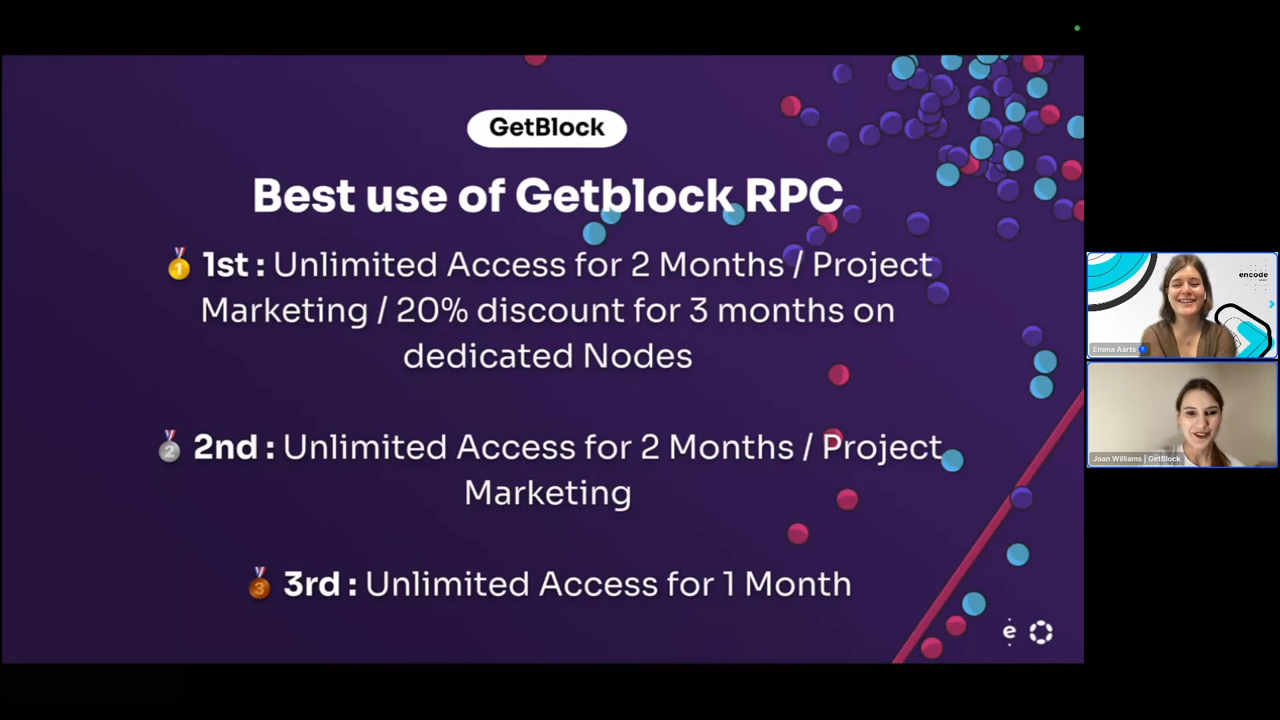 GetBlock
Best use of Getblock RPC
1st : Unlimited Access for 2 Months / Project
Marketing / 20% discount for 3 months on
dedicated Nodes
2nd : Unlimited Access for 2 Months / Project
Marketing
3rd : Unlimited Access for 1 Month
e
encode
Emma Aarts
Joan Williams | GetBlock